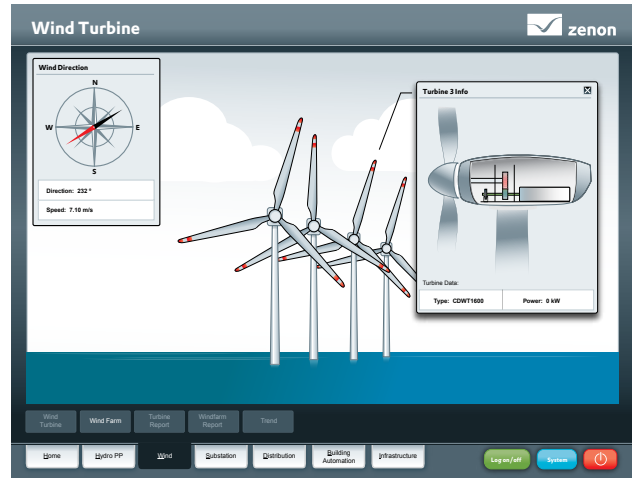 Wind Turbine
zenon
Wind Direction
N
W
E
S
Direction: 232 °
Speed: 7.10 m/s
Turbine 3 Info
Turbine Data:
Type: CDWT1600
Power: 0 kW
Wind
Turbine
Wind Farm
Turbine
Report
Windfarm
Report
Trend
Home
Hydro PP
Wind
Substation
Distribution
Building
Automation
Infrastructure
Log on/off
System